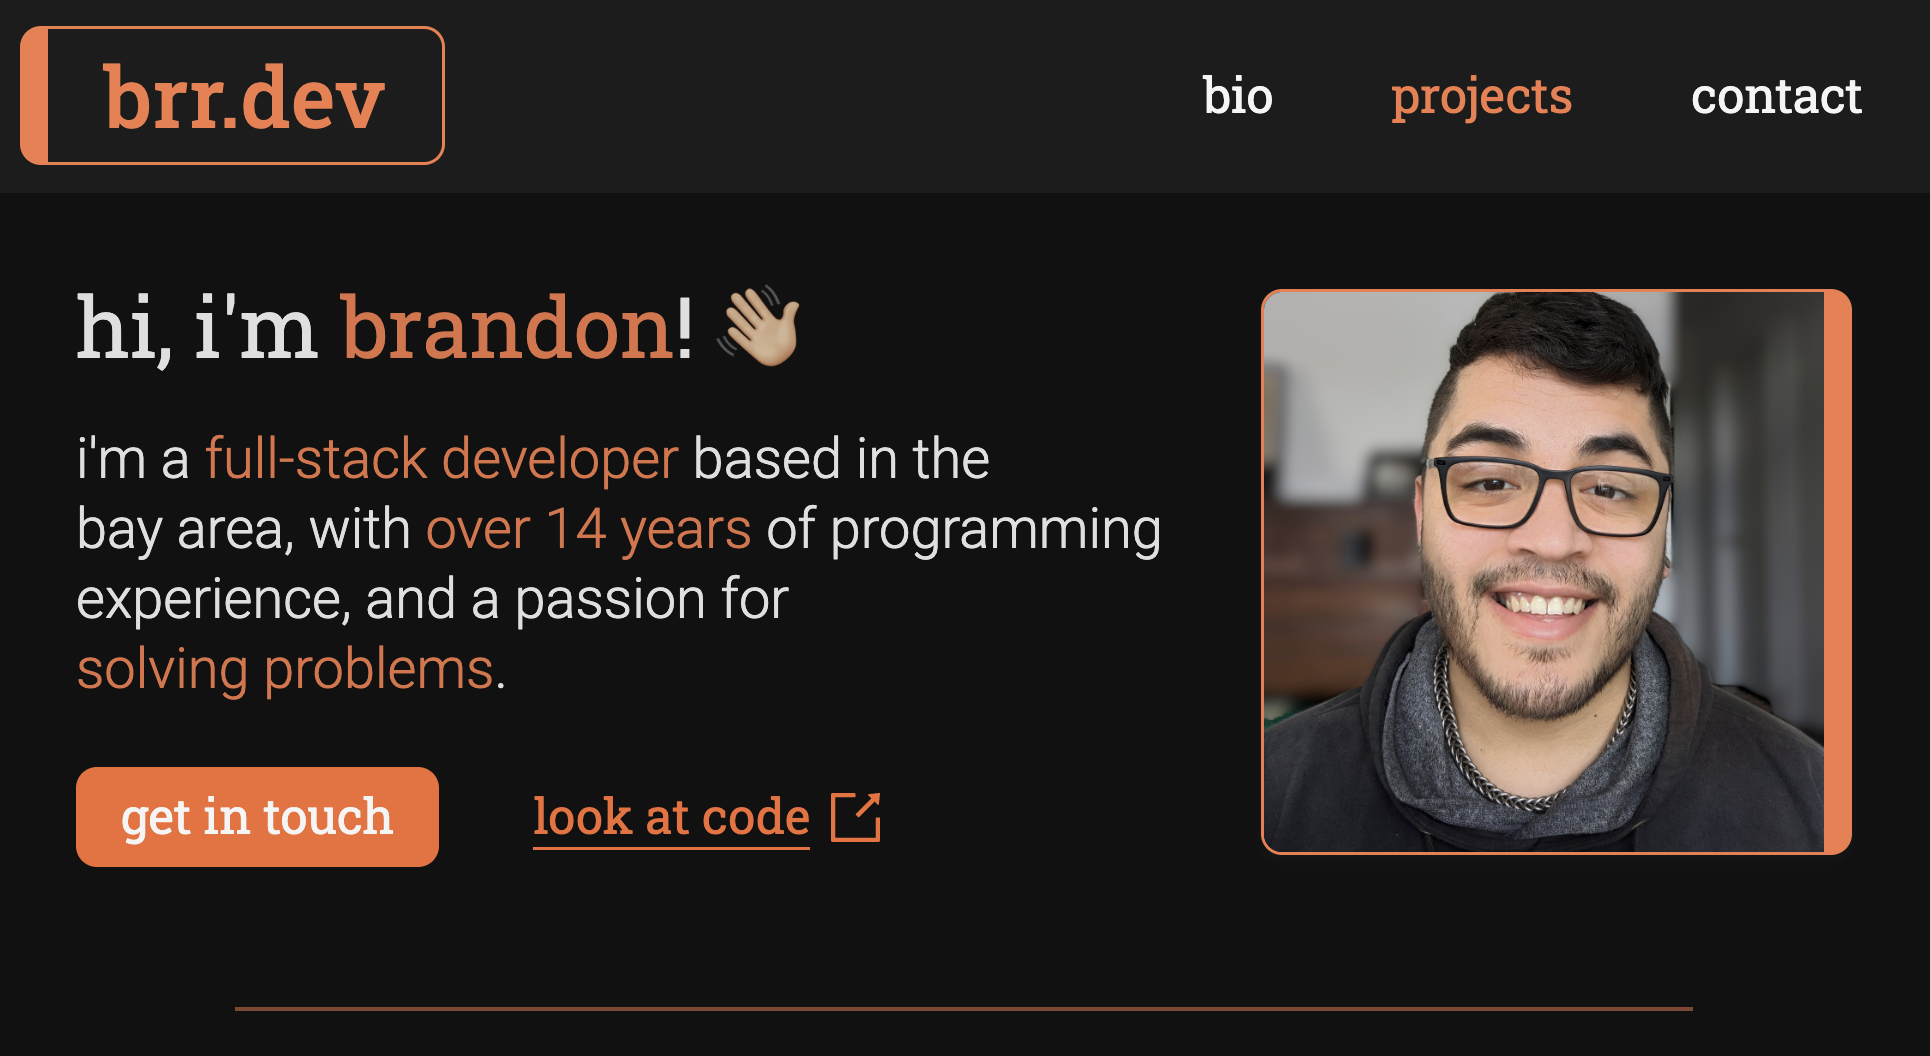 brr.dev
bio
projects
contact
hi, i'm brandon! 👋🏼
i'm a full-stack developer based in the
bay area, with over 14 years of programming
experience, and a passion for
solving problems.
get in touch
look at code